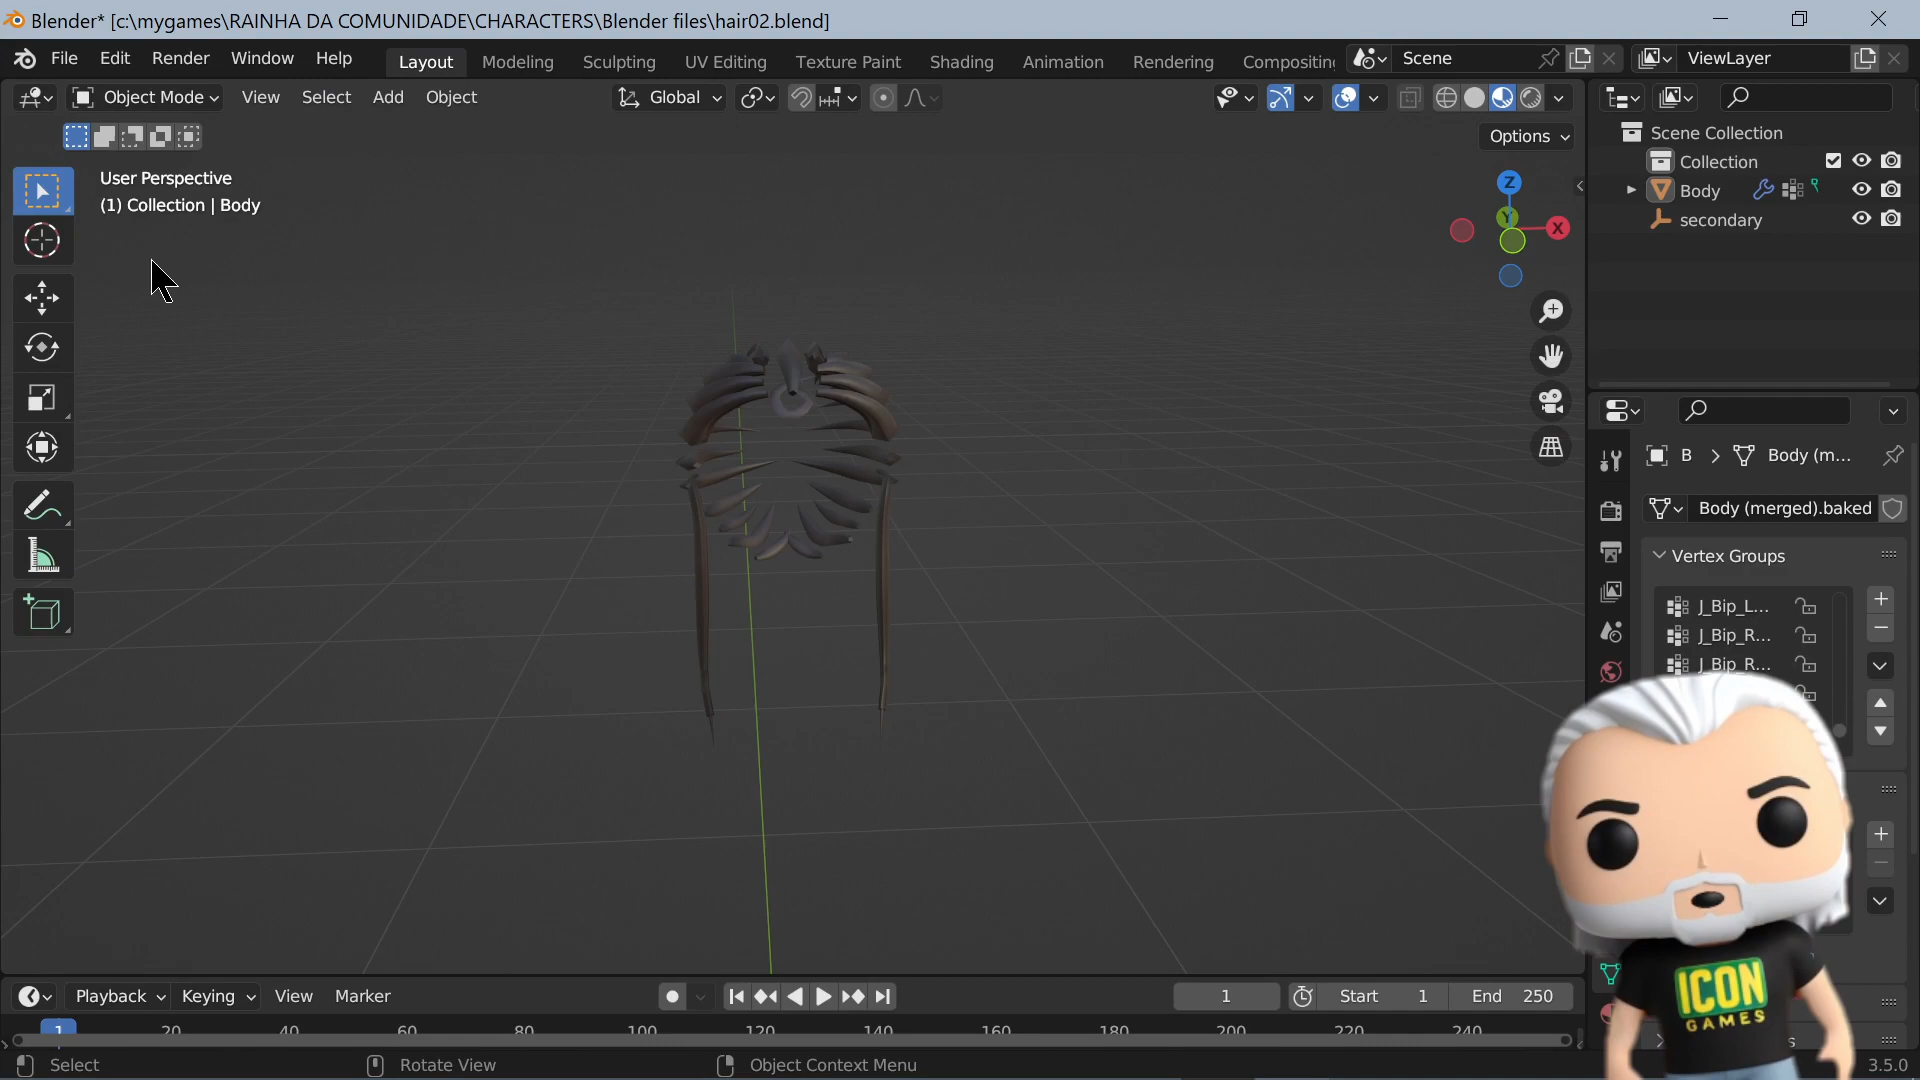 Blender* [c:\mygames\RAINHA DA COMUNIDADE\CHARACTERS\Blender files\hair02.blend]
File Edit Render Window Help Layout Modeling Sculpting UV Editing Texture Paint Shading Animation Rendering Compositing Scene ViewLayer
Object Mode View Select Add Object Global
Options
User Perspective
(1) Collection | Body
Z
Y
X
Scene Collection
Collection
Body
secondary
B > Body (m...
Body (merged).baked
Vertex Groups
J_Bip_L...
J_Bip_R...
J_Bip_R...
ICON
GAMES
Playback Keying View Marker 1 Start 1 End 250
1 20 40 60 80 100 120 140 160 180 200 220 240
Select Rotate View Object Context Menu 3.5.0